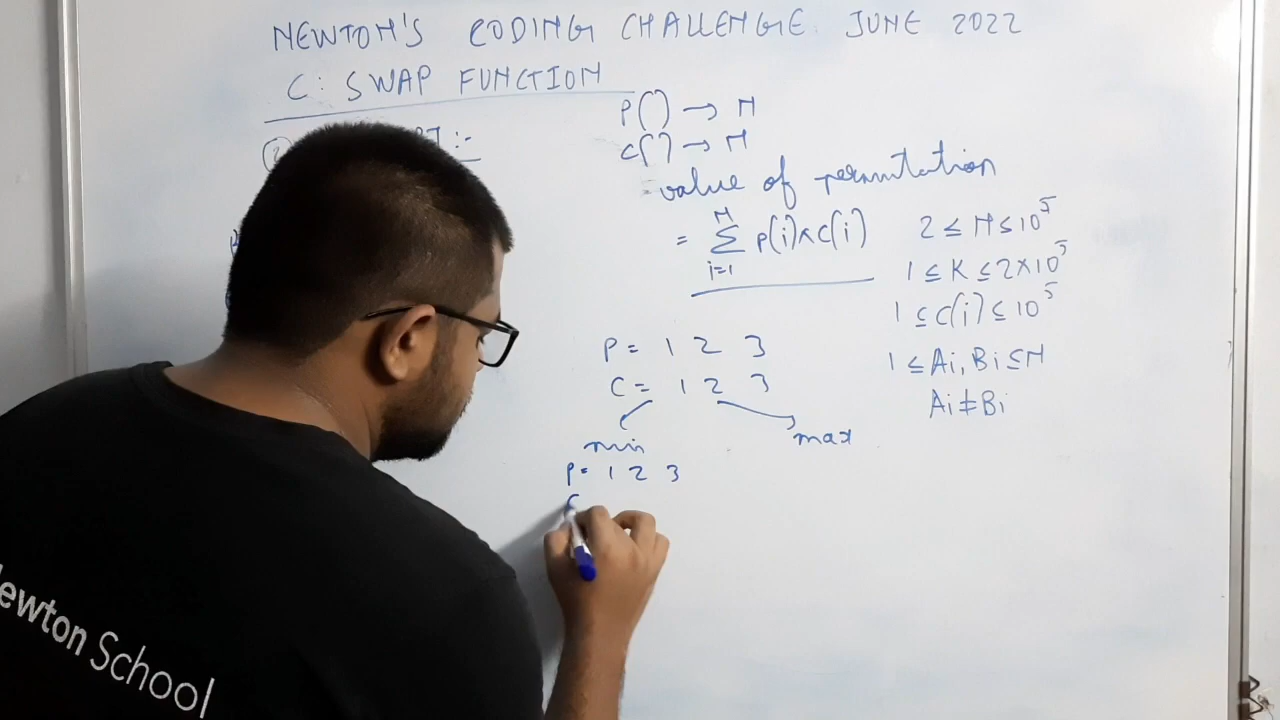 NEWTON'S CODING CHALLENGE JUNE 2022
C: SWAP FUNCTION
P() → N
C() → N
value of permutation
= N Σ i=1 P(i)×C(i)
2 ≤ N ≤ 10^5
1 ≤ K ≤ 2×10^5
1 ≤ C(i) ≤ 10^5
1 ≤ Ai, Bi ≤ N
Ai ≠ Bi
P = 1 2 3
C = 1 2 3
min
max
P = 1 2 3
C
Newton School